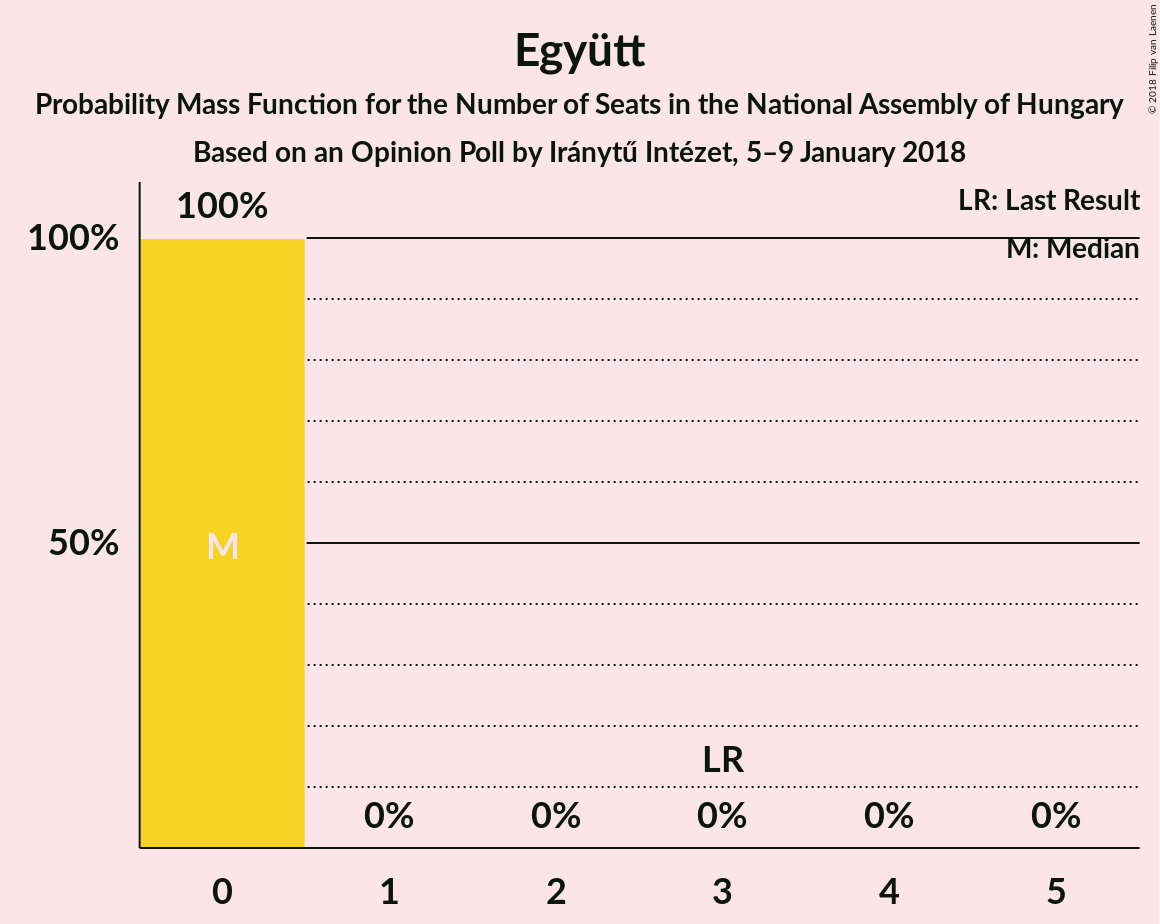 Együtt
Probability Mass Function for the Number of Seats in the National Assembly of Hungary
Based on an Opinion Poll by Iránytű Intézet, 5–9 January 2018
© 2018 Filip van Laenen
LR: Last Result
M: Median
100%
100%
50%
M
LR
0% 0% 0% 0% 0%
0 1 2 3 4 5